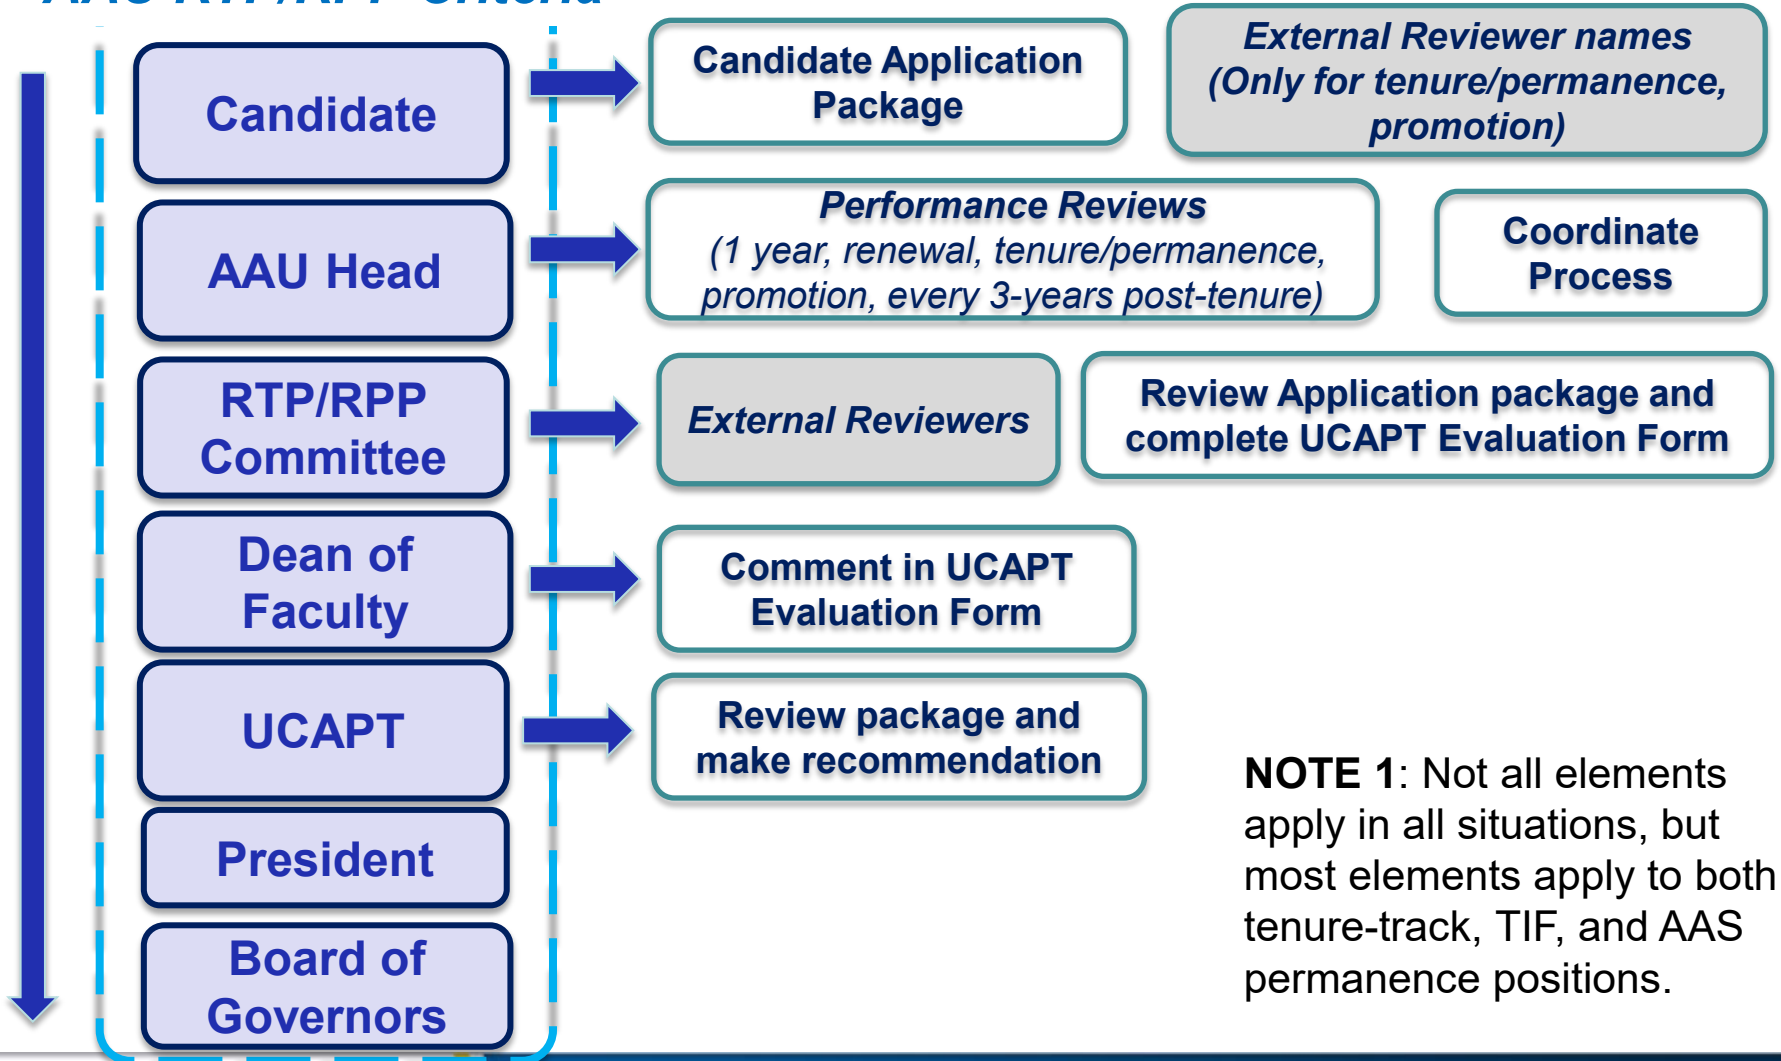 Candidate
Candidate Application
Package
External Reviewer names
(Only for tenure/permanence,
promotion)
AAU Head
Performance Reviews
(1 year, renewal, tenure/permanence,
promotion, every 3-years post-tenure)
Coordinate
Process
RTP/RPP
Committee
External Reviewers
Review Application package and
complete UCAPT Evaluation Form
Dean of
Faculty
Comment in UCAPT
Evaluation Form
UCAPT
Review package and
make recommendation
President
Board of
Governors
NOTE 1: Not all elements
apply in all situations, but
most elements apply to both
tenure-track, TIF, and AAS
permanence positions.